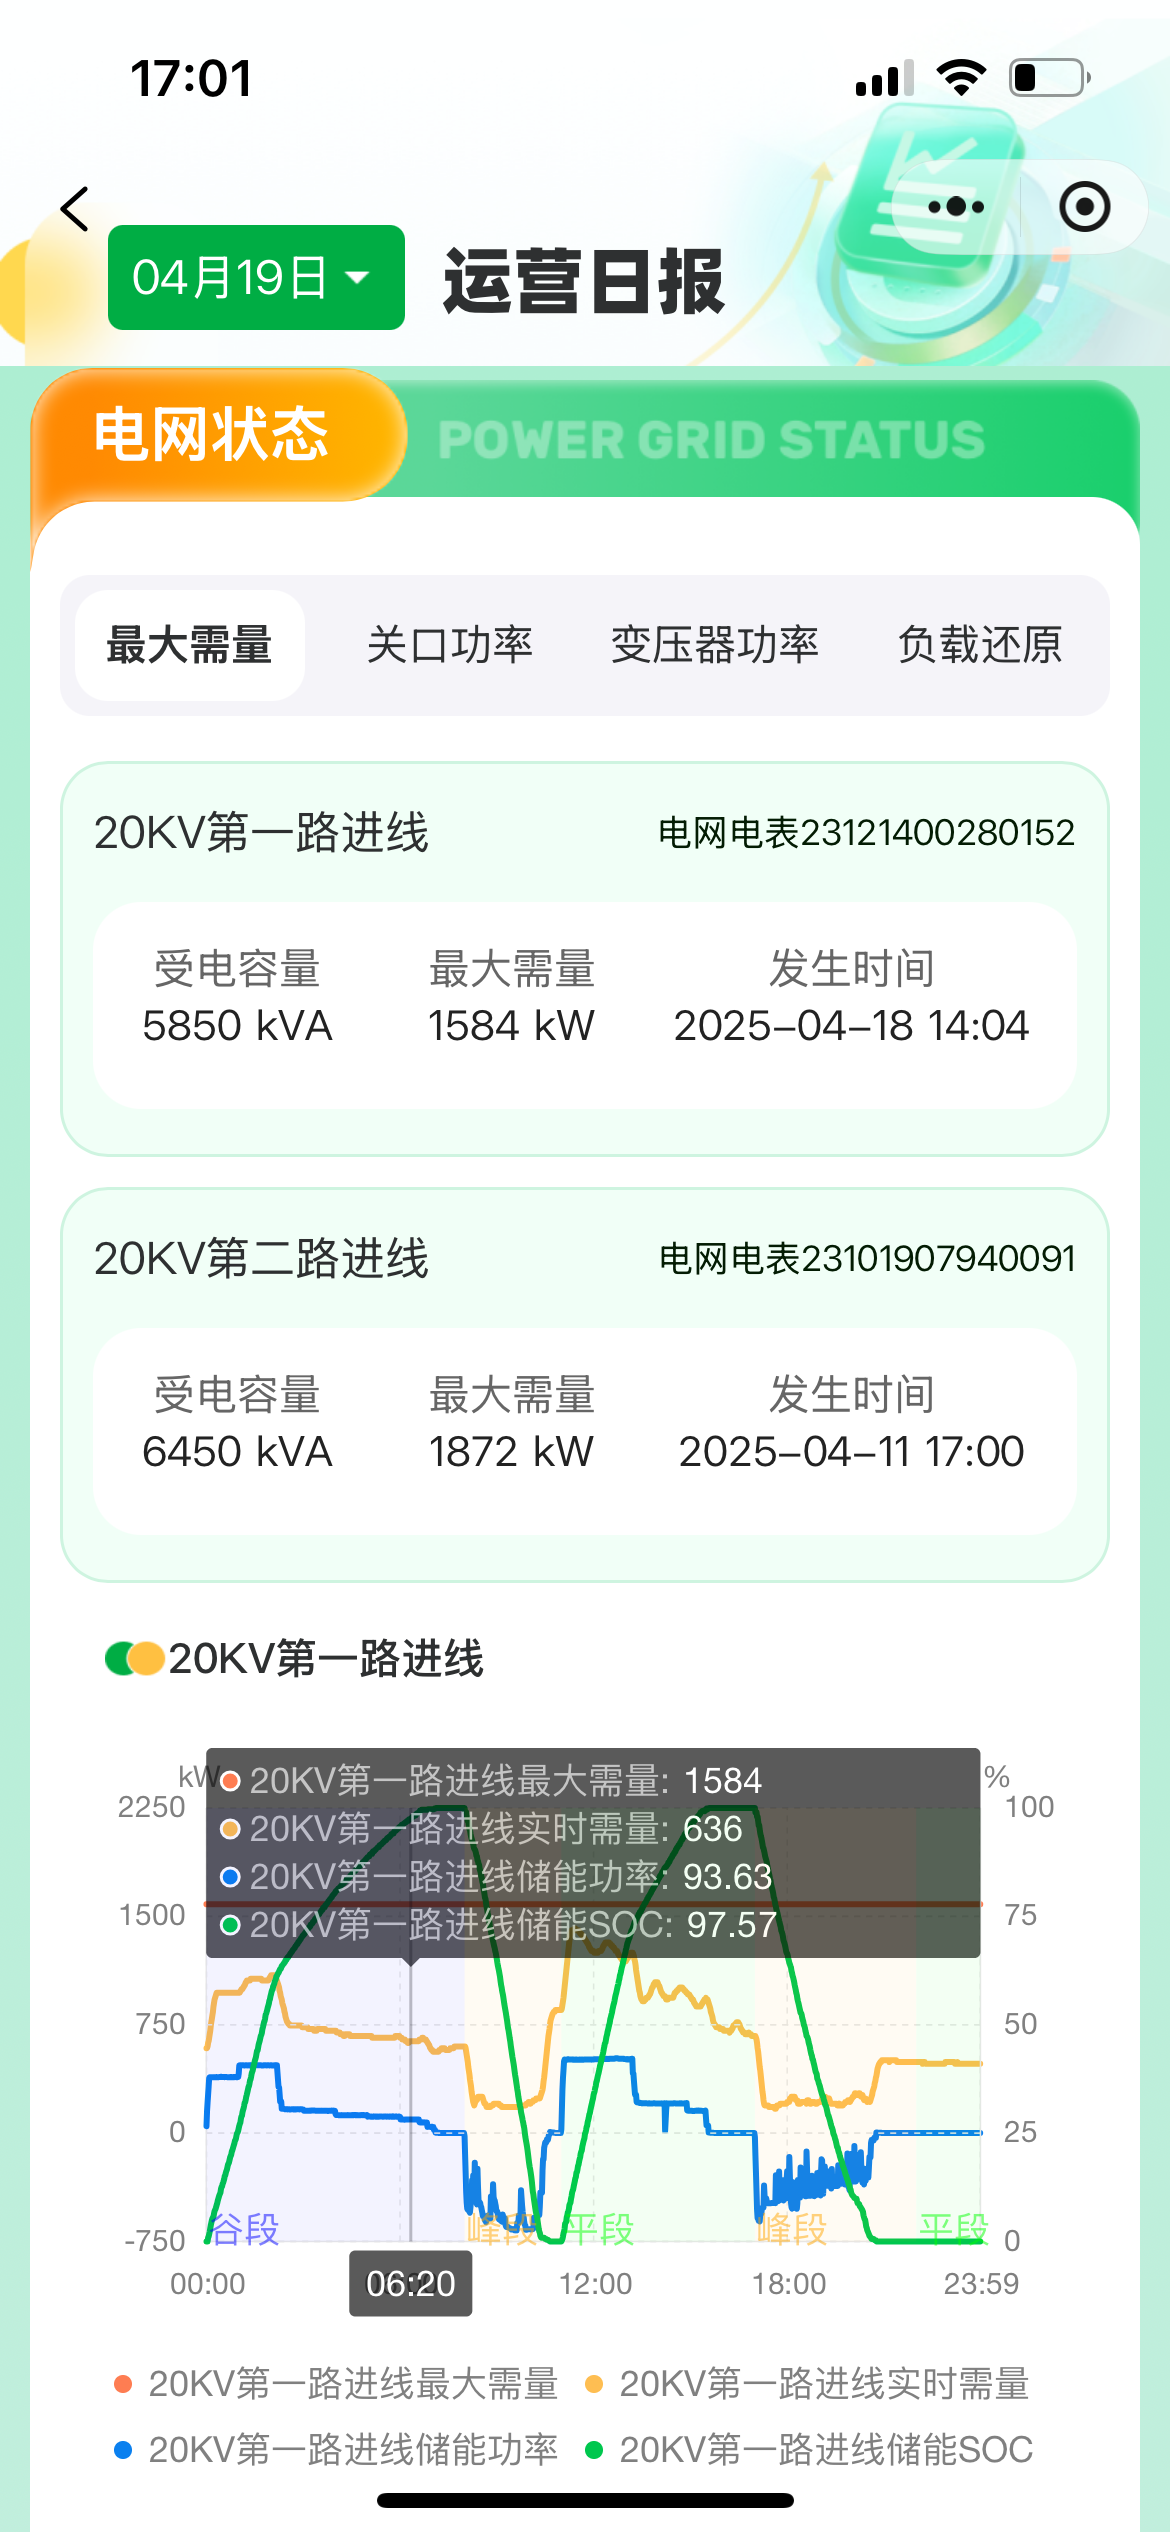 17:01
04月19日
运营日报
电网状态
POWER GRID STATUS
最大需量 关口功率 变压器功率 负载还原
20KV第一路进线 电网电表23121400280152
受电容量 最大需量 发生时间
5850 kVA 1584 kW 2025-04-18 14:04
20KV第二路进线 电网电表23101907940091
受电容量 最大需量 发生时间
6450 kVA 1872 kW 2025-04-11 17:00
20KV第一路进线
kW %
20KV第一路进线最大需量: 1584
20KV第一路进线实时需量: 636
20KV第一路进线储能功率: 93.63
20KV第一路进线储能SOC: 97.57
2250 100
1500 75
750 50
0 25
-750 0
谷段 峰段 平段 峰段 平段
00:00 06:20 12:00 18:00 23:59
20KV第一路进线最大需量 20KV第一路进线实时需量
20KV第一路进线储能功率 20KV第一路进线储能SOC